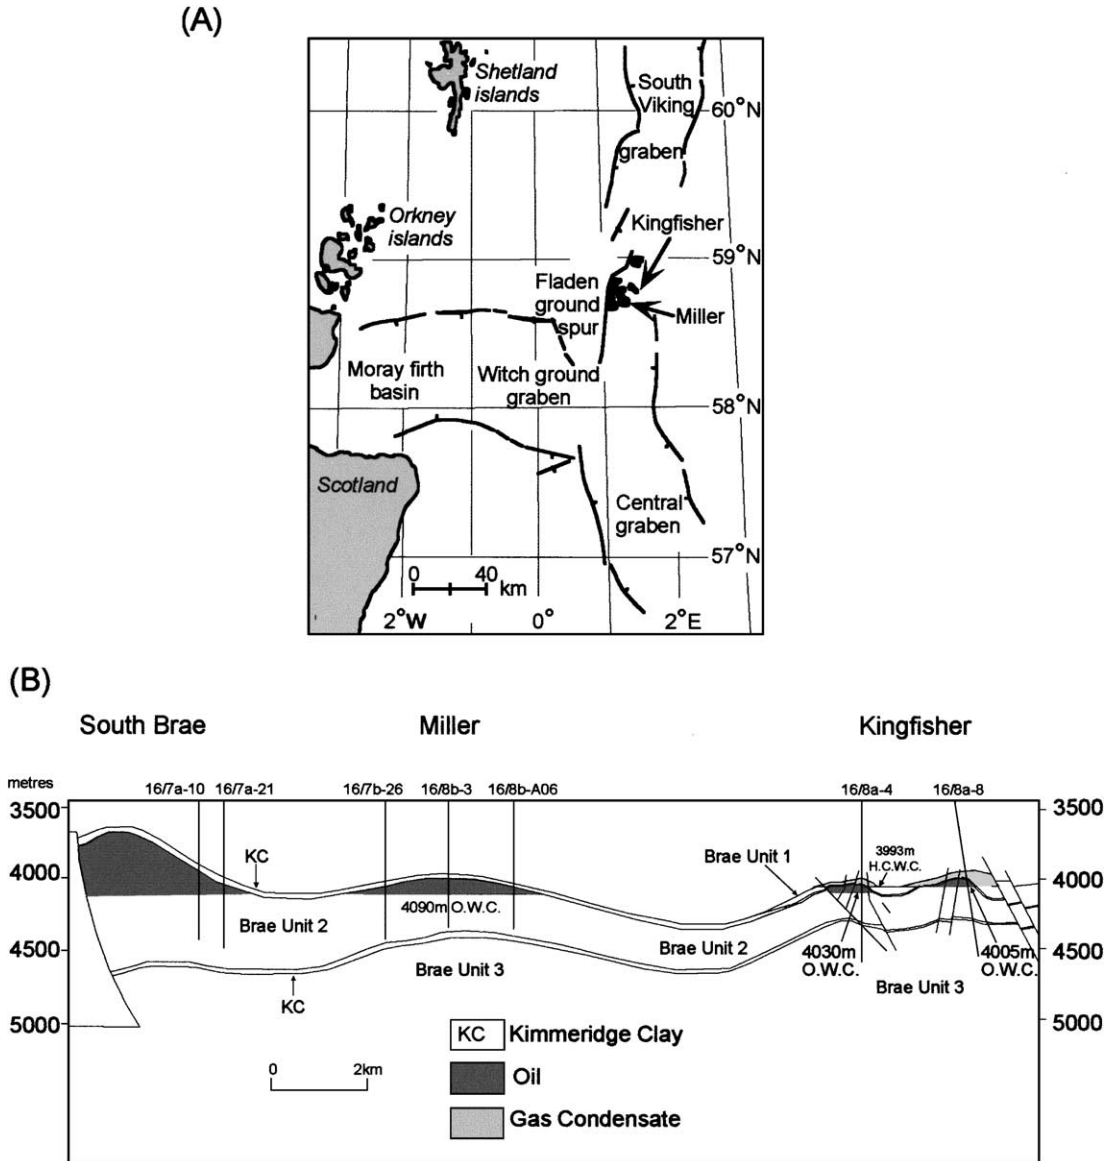 (A)
Shetland
islands
South
Viking
graben
60°N
Orkney
islands
Kingfisher
59°N
Fladen
ground
spur
Miller
Moray firth
basin
Witch ground
graben
58°N
Scotland
Central
graben
57°N
0 40
km
2°W 0° 2°E
(B)
South Brae Miller Kingfisher
metres
16/7a-10 16/7a-21 16/7b-26 16/8b-3 16/8b-A06 16/8a-4 16/8a-8
3500 3500
KC
Brae Unit 1
3993m
H.C.W.C.
4000 4000
4090m O.W.C.
Brae Unit 2
Brae Unit 2
4500 4500
Brae Unit 3
4030m
O.W.C.
4005m
O.W.C.
Brae Unit 3
KC
5000 5000
KC Kimmeridge Clay
0 2km
Oil
Gas Condensate